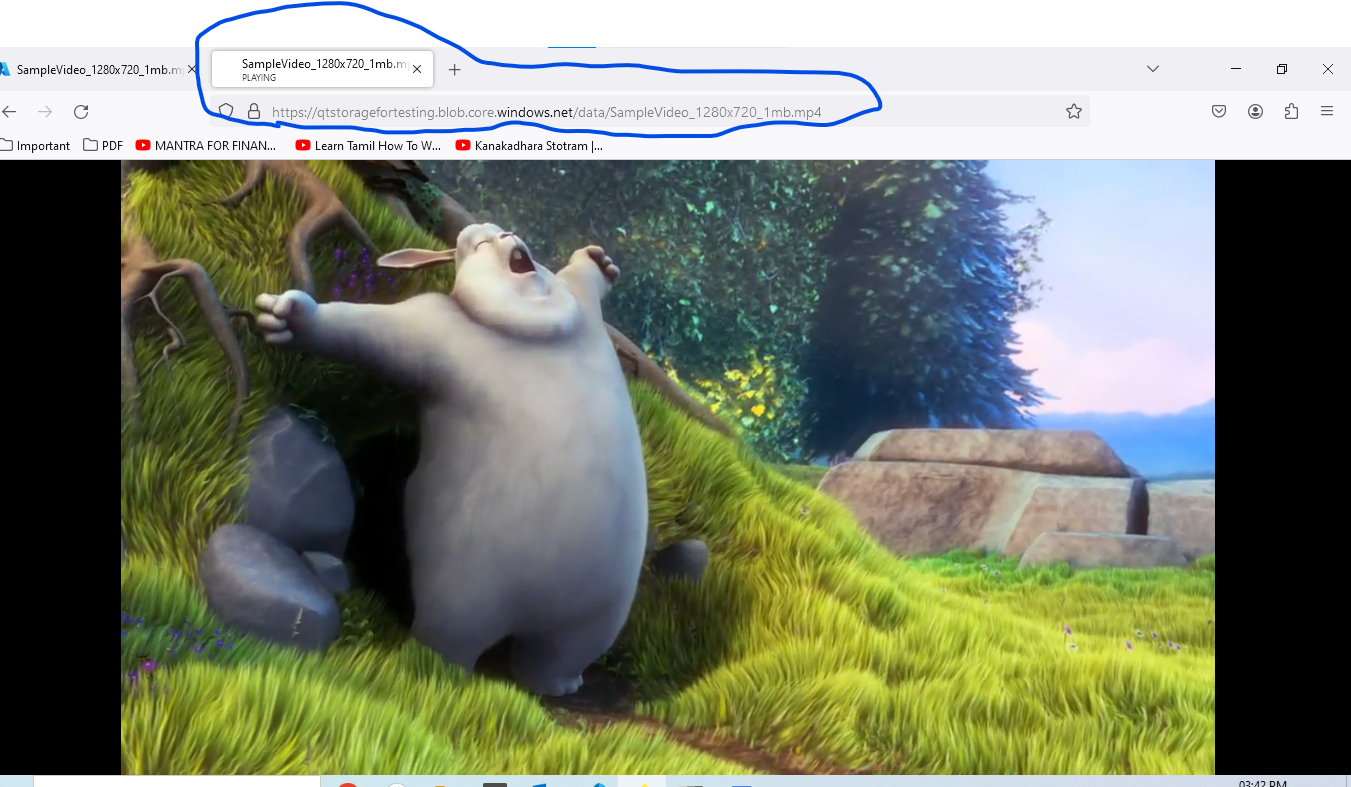 SampleVideo_1280x720_1mb.m
SampleVideo_1280x720_1mb.m
PLAYING
https://qtstoragefortesting.blob.core.windows.net/data/SampleVideo_1280x720_1mb.mp4
Important
PDF
MANTRA FOR FINAN...
Learn Tamil How To W...
Kanakadhara Stotram |...
03:42 PM